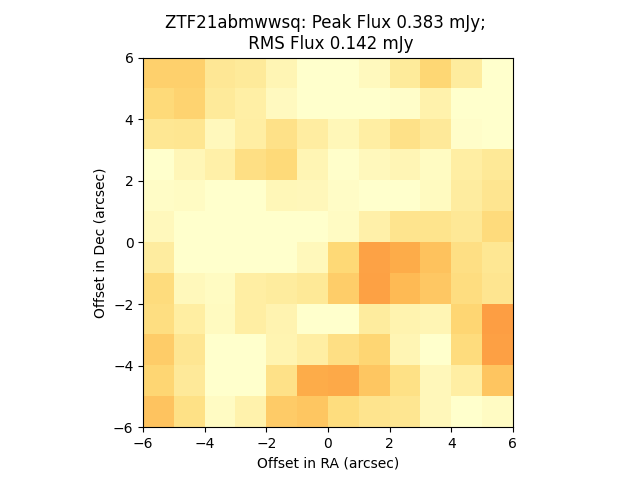 ZTF21abmwwsq: Peak Flux 0.383 mJy;
RMS Flux 0.142 mJy
6
4
2
0
−2
−4
−6
Offset in Dec (arcsec)
−6 −4 −2 0 2 4 6
Offset in RA (arcsec)